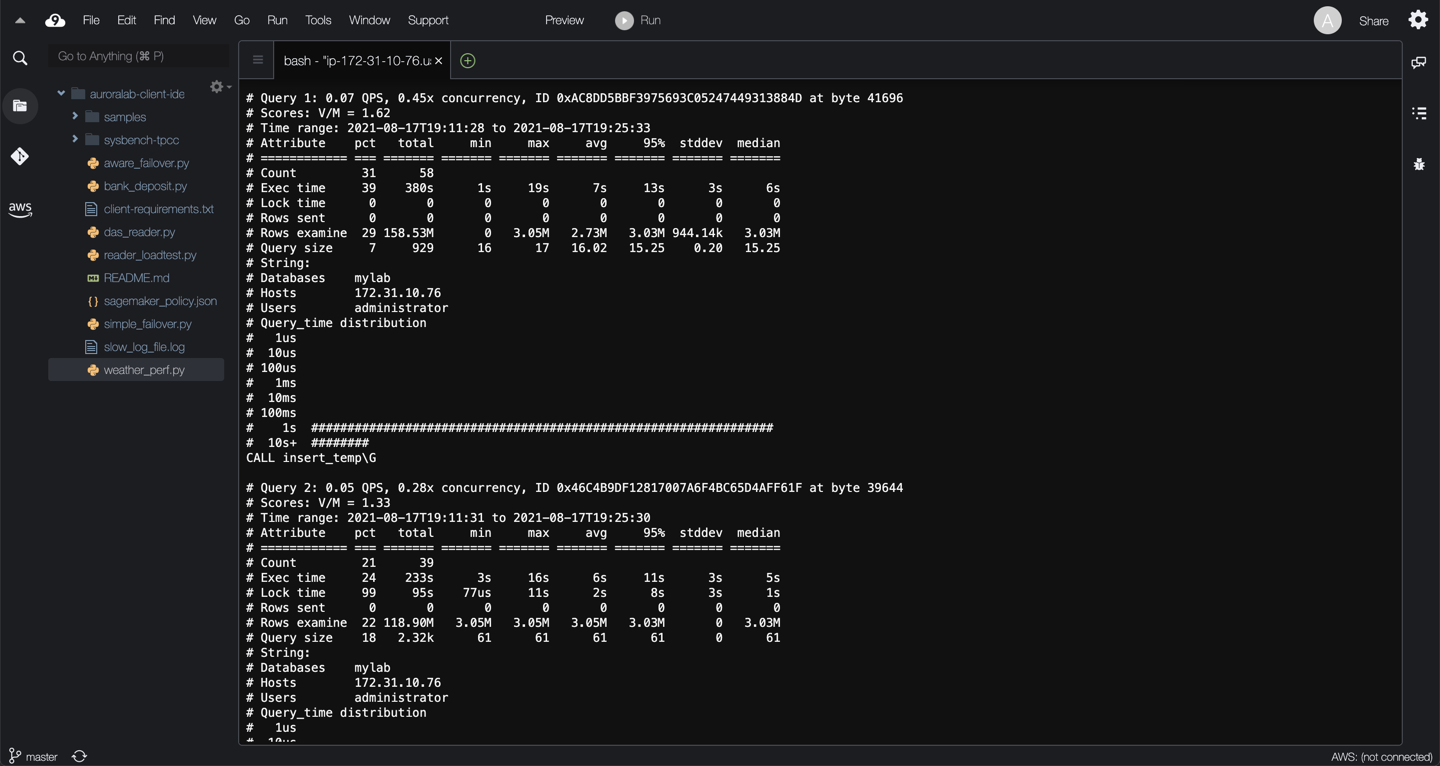 9 File Edit Find View Go Run Tools Window Support Preview Run A Share
Go to Anything (⌘ P)
bash - "ip-172-31-10-76.u: ×
auroralab-client-ide
samples
sysbench-tpcc
aware_failover.py
bank_deposit.py
client-requirements.txt
das_reader.py
reader_loadtest.py
README.md
sagemaker_policy.json
simple_failover.py
slow_log_file.log
weather_perf.py
aws
# Query 1: 0.07 QPS, 0.45x concurrency, ID 0xAC8DD5BBF3975693C05247449313884D at byte 41696
# Scores: V/M = 1.62
# Time range: 2021-08-17T19:11:28 to 2021-08-17T19:25:33
# Attribute    pct   total     min     max     avg     95%  stddev  median
# ============ === ======= ======= ======= ======= ======= ======= =======
# Count         31      58
# Exec time     39    380s      1s     19s      7s     13s      3s      6s
# Lock time      0       0       0       0       0       0       0       0
# Rows sent      0       0       0       0       0       0       0       0
# Rows examine  29 158.53M       0   3.05M   2.73M   3.03M 944.14k   3.03M
# Query size     7     929      16      17   16.02   15.25    0.20   15.25
# String:
# Databases    mylab
# Hosts        172.31.10.76
# Users        administrator
# Query_time distribution
#   1us
#  10us
# 100us
#   1ms
#  10ms
# 100ms
#    1s  ################################################################
#  10s+  ########
CALL insert_temp\G
# Query 2: 0.05 QPS, 0.28x concurrency, ID 0x46C4B9DF12817007A6F4BC65D4AFF61F at byte 39644
# Scores: V/M = 1.33
# Time range: 2021-08-17T19:11:31 to 2021-08-17T19:25:30
# Attribute    pct   total     min     max     avg     95%  stddev  median
# ============ === ======= ======= ======= ======= ======= ======= =======
# Count         21      39
# Exec time     24    233s      3s     16s      6s     11s      3s      5s
# Lock time     99     95s    77us     11s      2s      8s      3s      1s
# Rows sent      0       0       0       0       0       0       0       0
# Rows examine  22 118.90M   3.05M   3.05M   3.05M   3.03M       0   3.03M
# Query size    18   2.32k      61      61      61      61       0      61
# String:
# Databases    mylab
# Hosts        172.31.10.76
# Users        administrator
# Query_time distribution
#   1us
#  10us
master
AWS: (not connected)